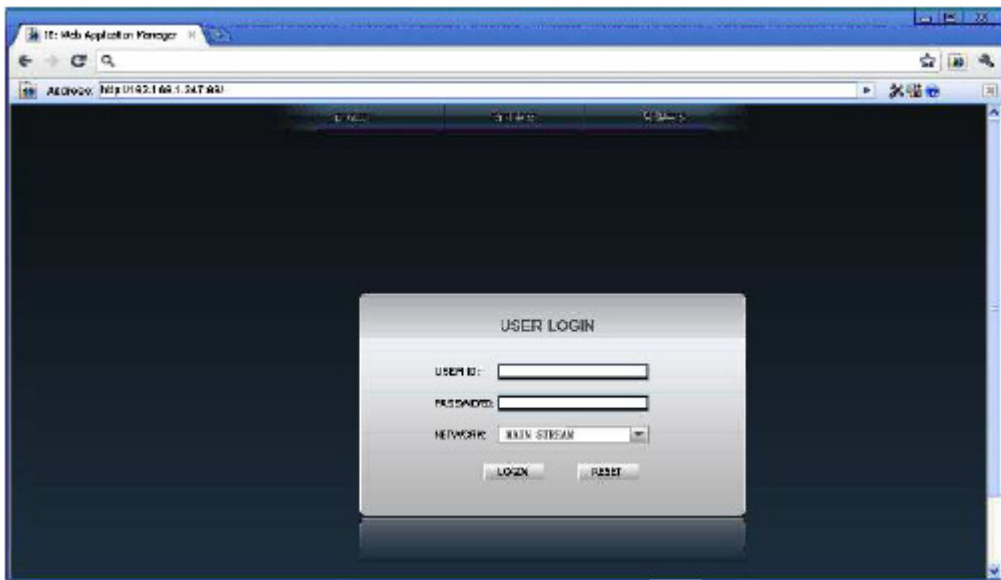 IE: Web Application Manager
Address: http://192.168.1.247:88/
USER LOGIN
USER ID:
PASSWORD:
NETWORK: MAIN STREAM
LOGIN RESET